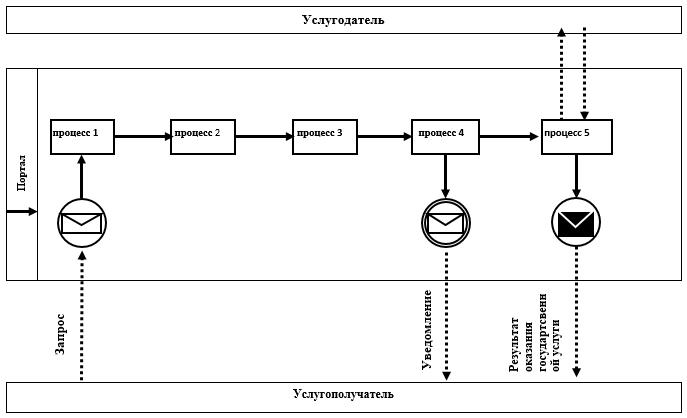 Услугодатель
процесс 1
процесс 2
процесс 3
процесс 4
процесс 5
Портал
Запрос
Уведомление
Результат
оказания
государтсвенн
ой услуги
Услугополучатель